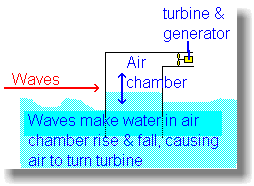 turbine &
generator
Air
chamber
Waves
Waves make water in air
chamber rise & fall, causing
air to turn turbine